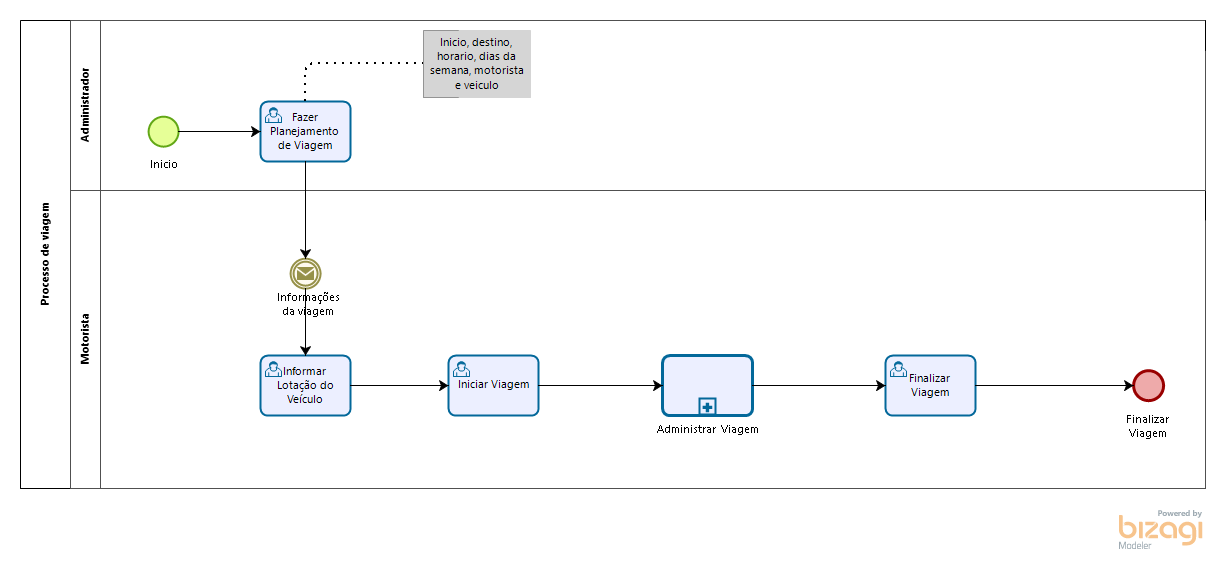 Processo de viagem
Administrador
Inicio
Fazer
Planejamento
de Viagem
Inicio, destino,
horario, dias da
semana, motorista
e veiculo
Motorista
Informações
da viagem
Informar
Lotação do
Veículo
Iniciar Viagem
Administrar Viagem
Finalizar
Viagem
Finalizar
Viagem
Powered by
bizagi
Modeler